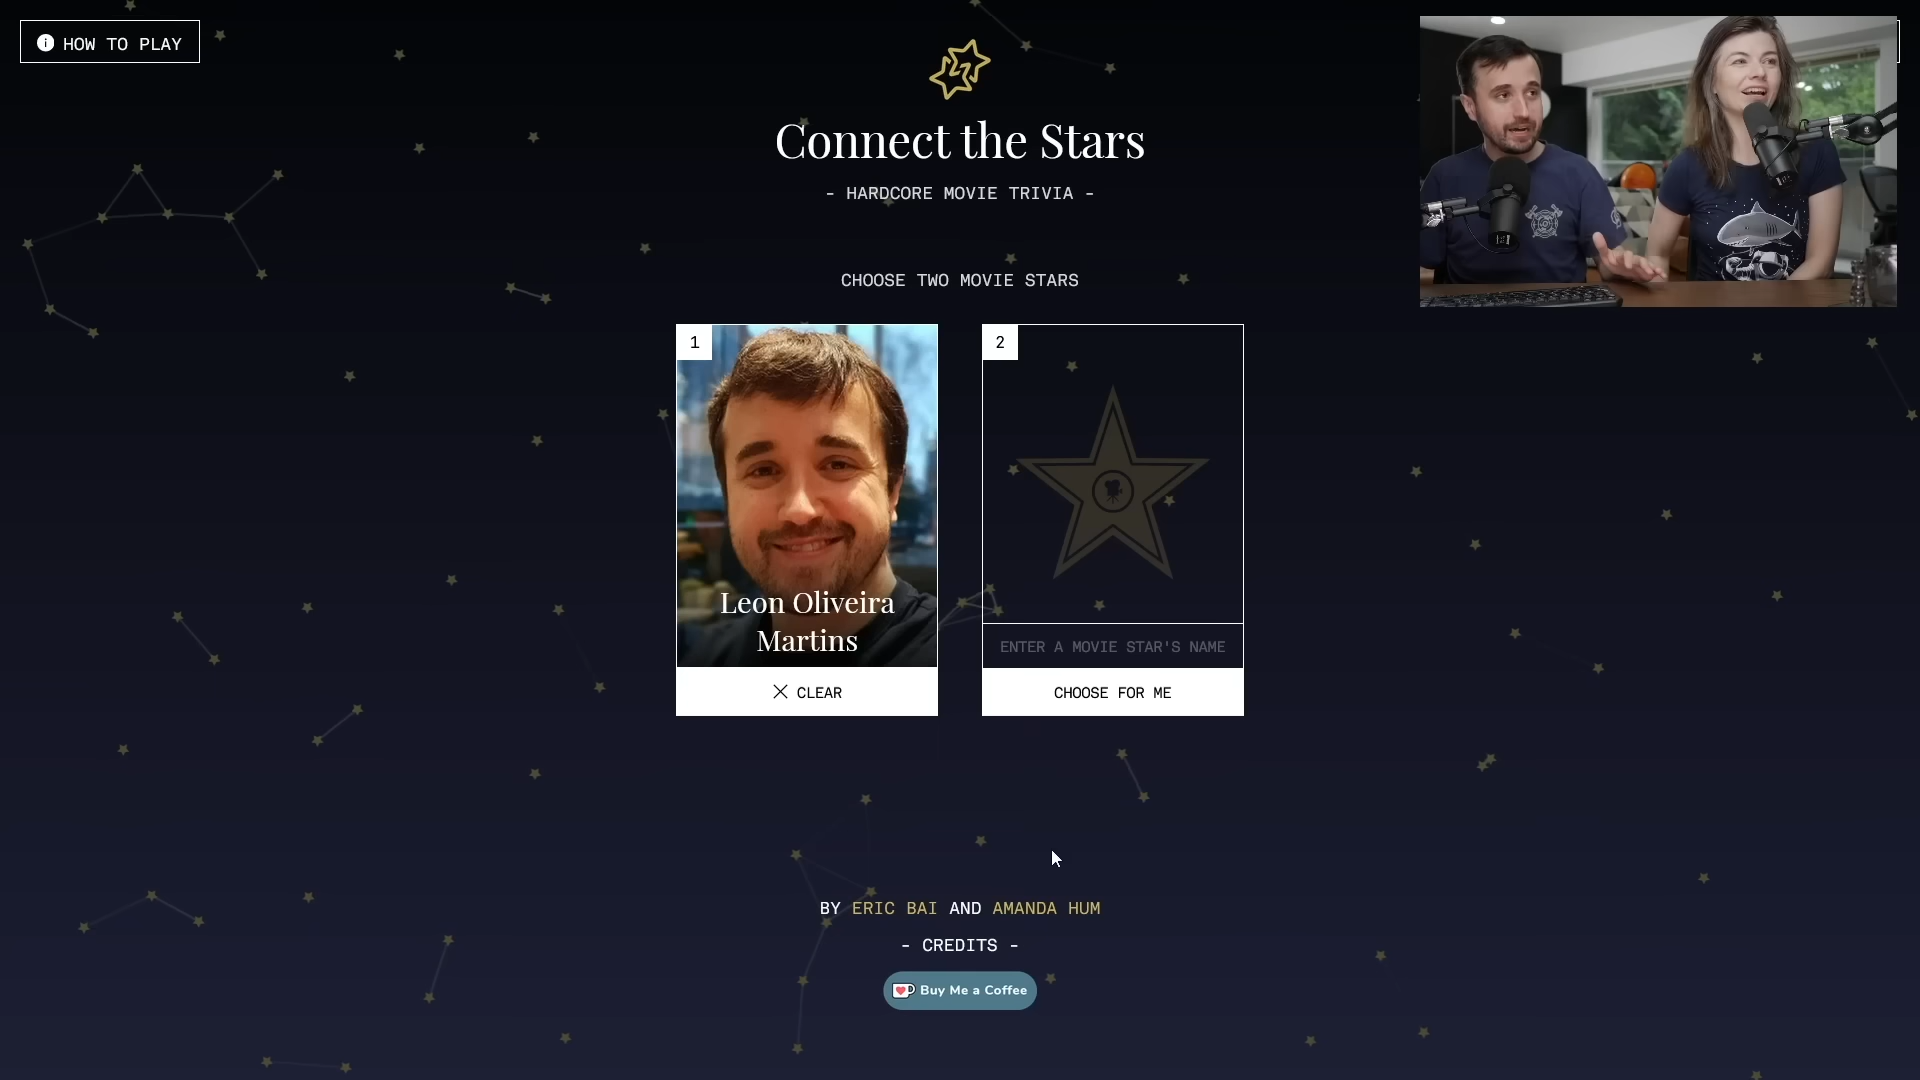 HOW TO PLAY
Connect the Stars
- HARDCORE MOVIE TRIVIA -
CHOOSE TWO MOVIE STARS
1
2
Leon Oliveira
Martins
ENTER A MOVIE STAR'S NAME
CLEAR
CHOOSE FOR ME
BY ERIC BAI AND AMANDA HUM
- CREDITS -
Buy Me a Coffee